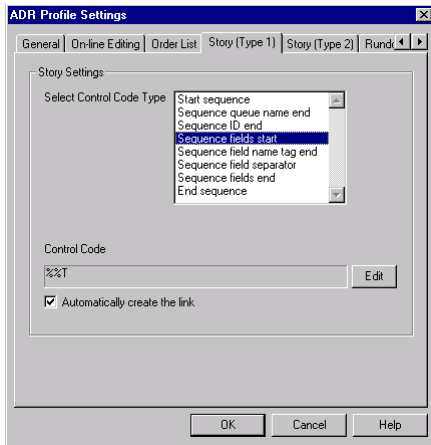 ADR Profile Settings
General On-line Editing Order List Story (Type 1) Story (Type 2)
Story Settings
Select Control Code Type
Start sequence
Sequence queue name end
Sequence ID end
Sequence fields start
Sequence field name tag end
Sequence field separator
Sequence fields end
End sequence
Control Code
%%T
Edit
Automatically create the link
OK Cancel Help